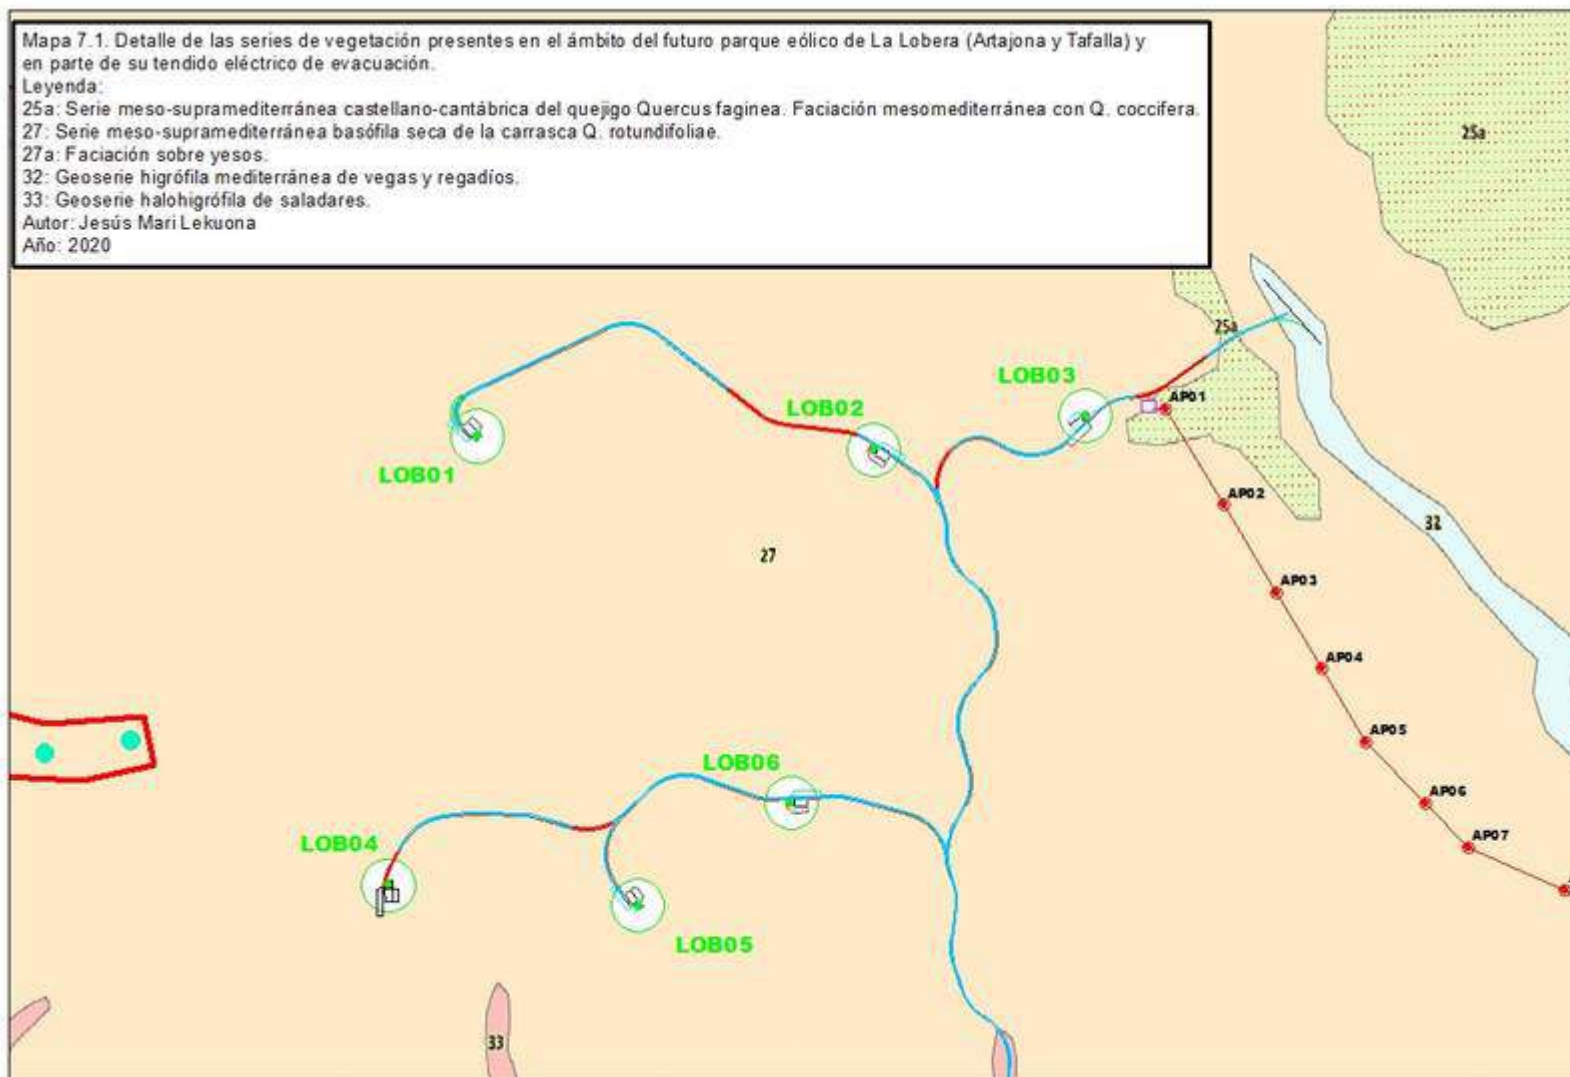 Mapa 7.1. Detalle de las series de vegetación presentes en el ámbito del futuro parque eólico de La Lobera (Artajona y Tafalla) y
en parte de su tendido eléctrico de evacuación.
Leyenda:
25a: Serie meso-supramediterránea castellano-cantábrica del quejigo Quercus faginea. Faciación mesomediterránea con Q. coccifera.
27: Serie meso-supramediterránea basófila seca de la carrasca Q. rotundifoliae.
27a: Faciación sobre yesos.
32: Geoserie higrófila mediterránea de vegas y regadíos.
33: Geoserie halohigrófila de saladares.
Autor: Jesús Mari Lekuona
Año: 2020
25a
25a
LOB03
AP01
LOB02
LOB01
AP02
32
27
AP03
AP04
AP05
LOB06
AP06
AP07
LOB04
LOB05
33